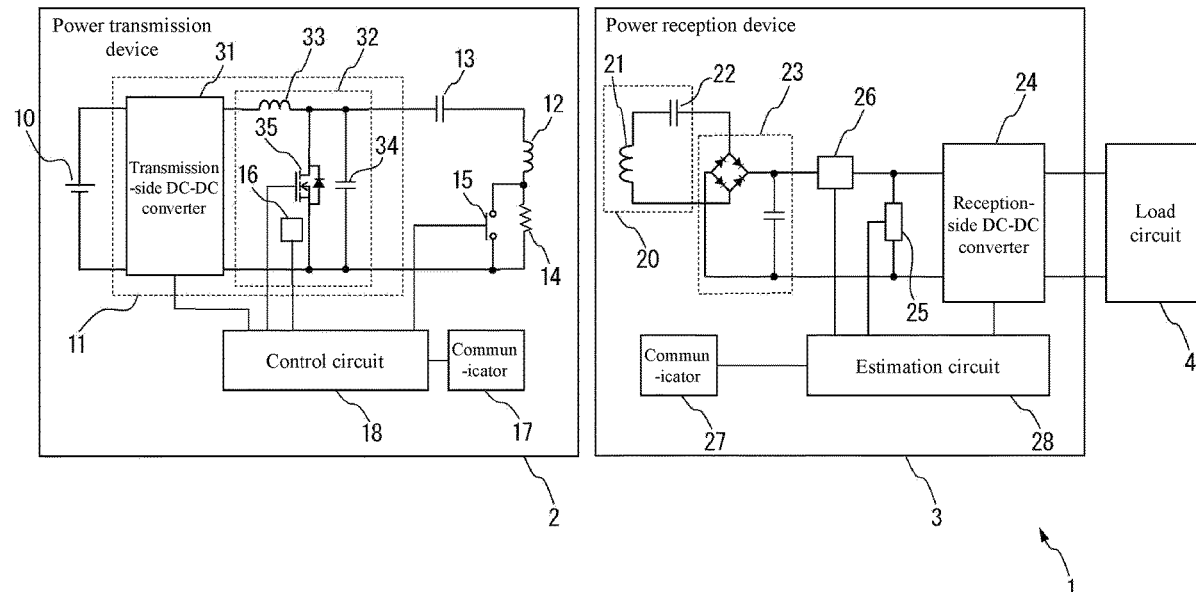 Power transmission
device
Power reception device
31
33
32
13
12
10
35
16
34
15
14
Transmission
-side DC-DC
converter
11
Control circuit
Commun
-icator
18
17
2
21
22
23
26
24
20
25
Reception-
side DC-DC
converter
Load
circuit
4
Commun
-icator
Estimation circuit
27
28
3
1